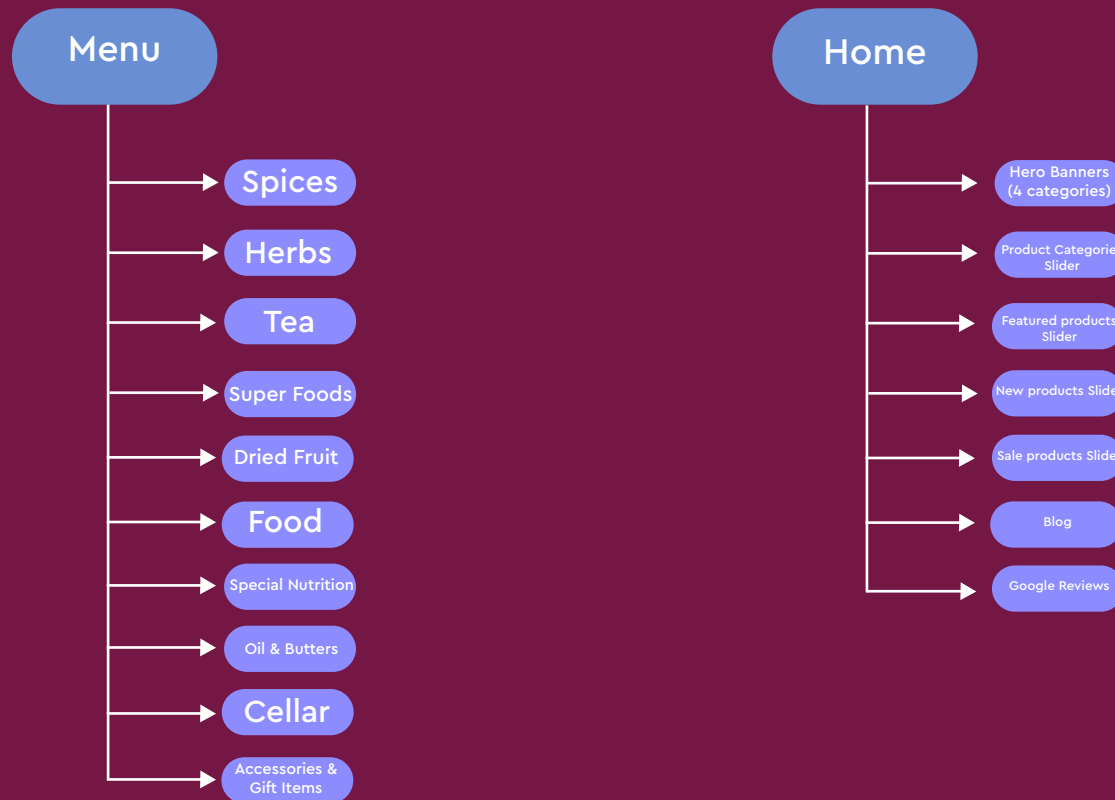 Menu
Spices
Herbs
Tea
Super Foods
Dried Fruit
Food
Special Nutrition
Oil & Butters
Cellar
Accessories &
Gift Items
Home
Hero Banners
(4 categories)
Product Categorie
Slider
Featured products
Slider
New products Slide
Sale products Slide
Blog
Google Reviews